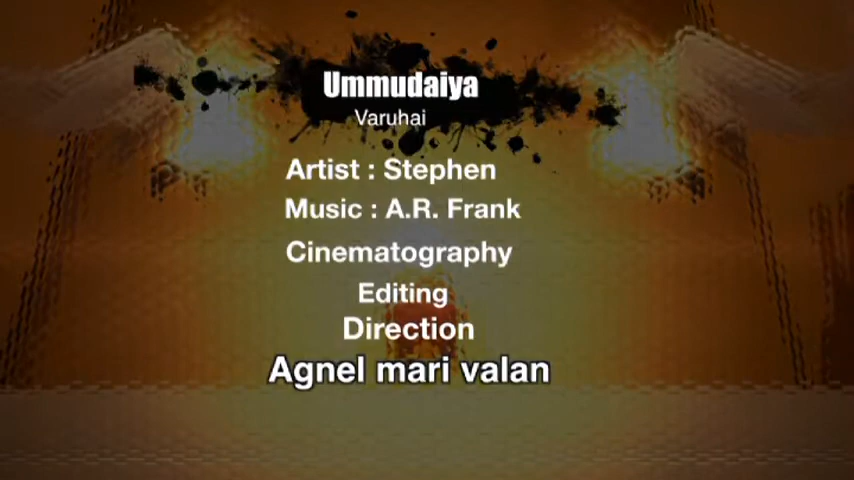 Ummudaiya
Varuhai
Artist : Stephen
Music : A.R. Frank
Cinematography
Editing
Direction
Agnel mari valan